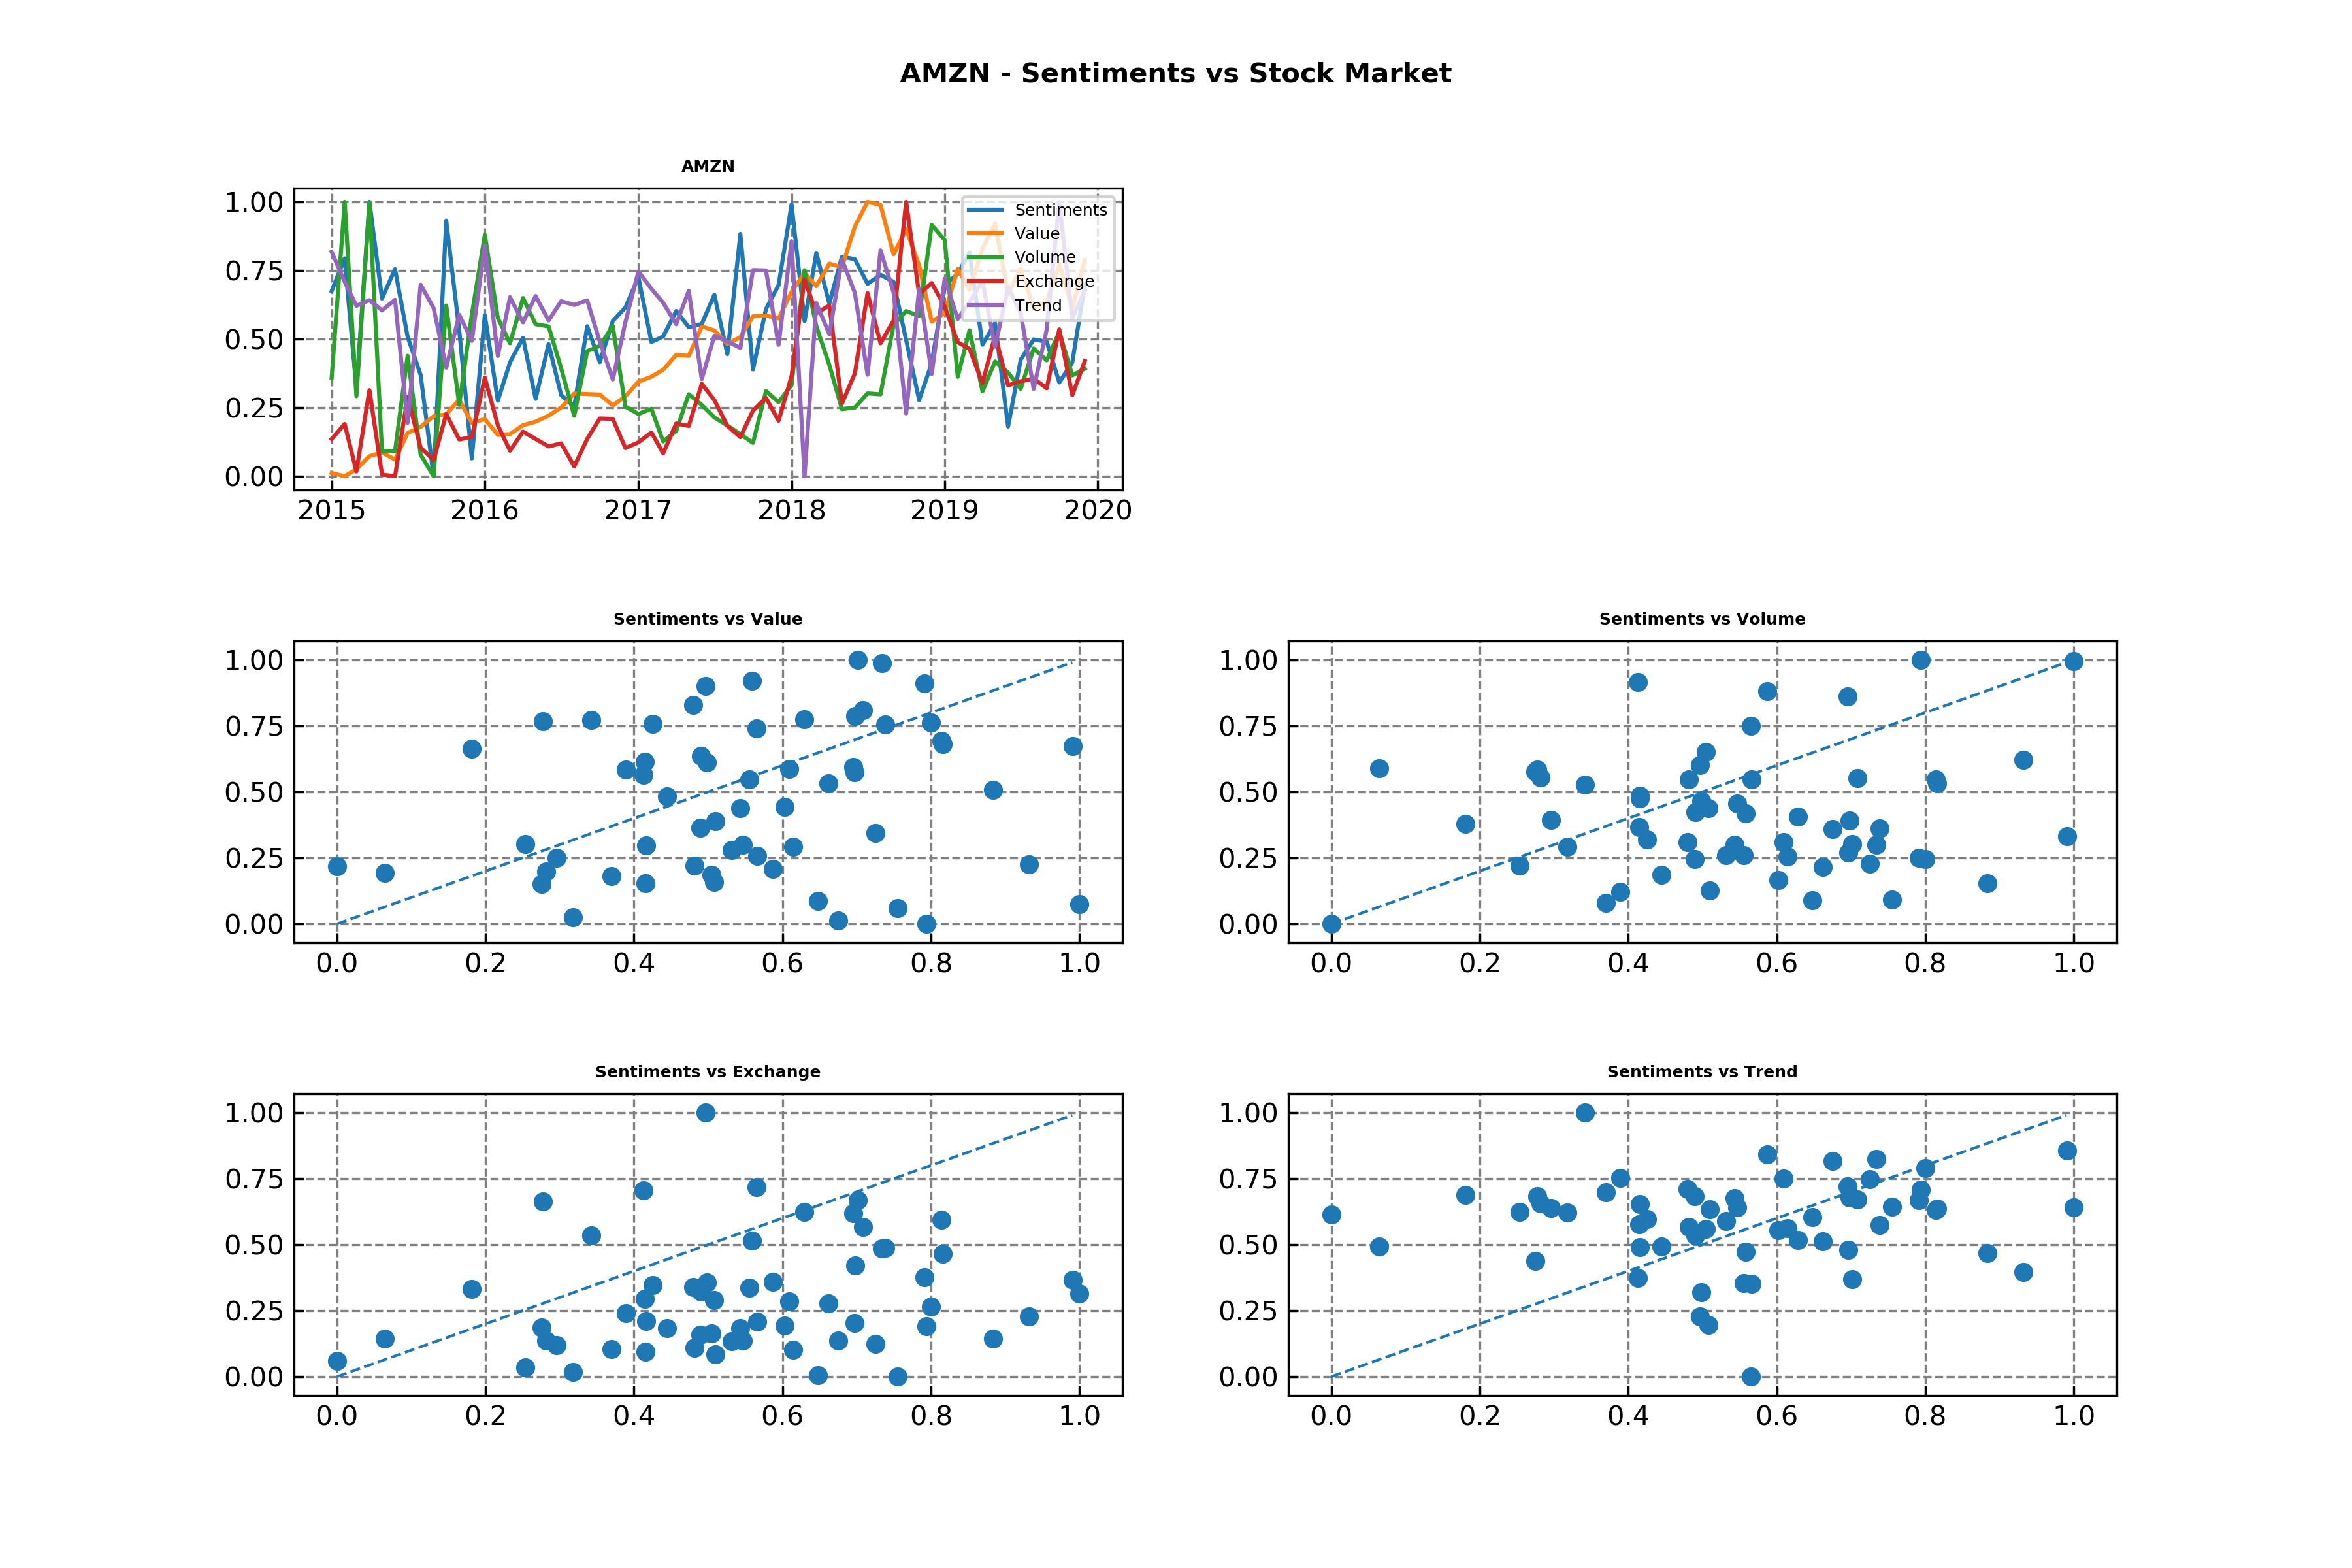 AMZN - Sentiments vs Stock Market
AMZN
1.00
0.75
0.50
0.25
0.00
2015 2016 2017 2018 2019 2020
Sentiments
Value
Volume
Exchange
Trend
Sentiments vs Value
1.00
0.75
0.50
0.25
0.00
0.0 0.2 0.4 0.6 0.8 1.0
Sentiments vs Volume
1.00
0.75
0.50
0.25
0.00
0.0 0.2 0.4 0.6 0.8 1.0
Sentiments vs Exchange
1.00
0.75
0.50
0.25
0.00
0.0 0.2 0.4 0.6 0.8 1.0
Sentiments vs Trend
1.00
0.75
0.50
0.25
0.00
0.0 0.2 0.4 0.6 0.8 1.0